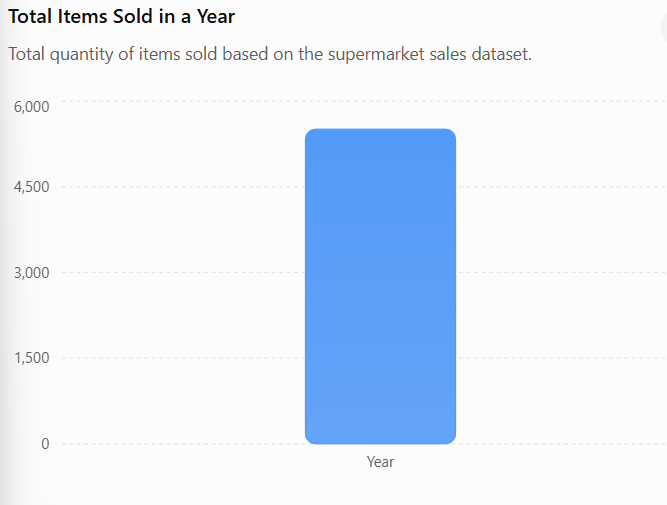 Total Items Sold in a Year
Total quantity of items sold based on the supermarket sales dataset.
6,000
4,500
3,000
1,500
0
Year